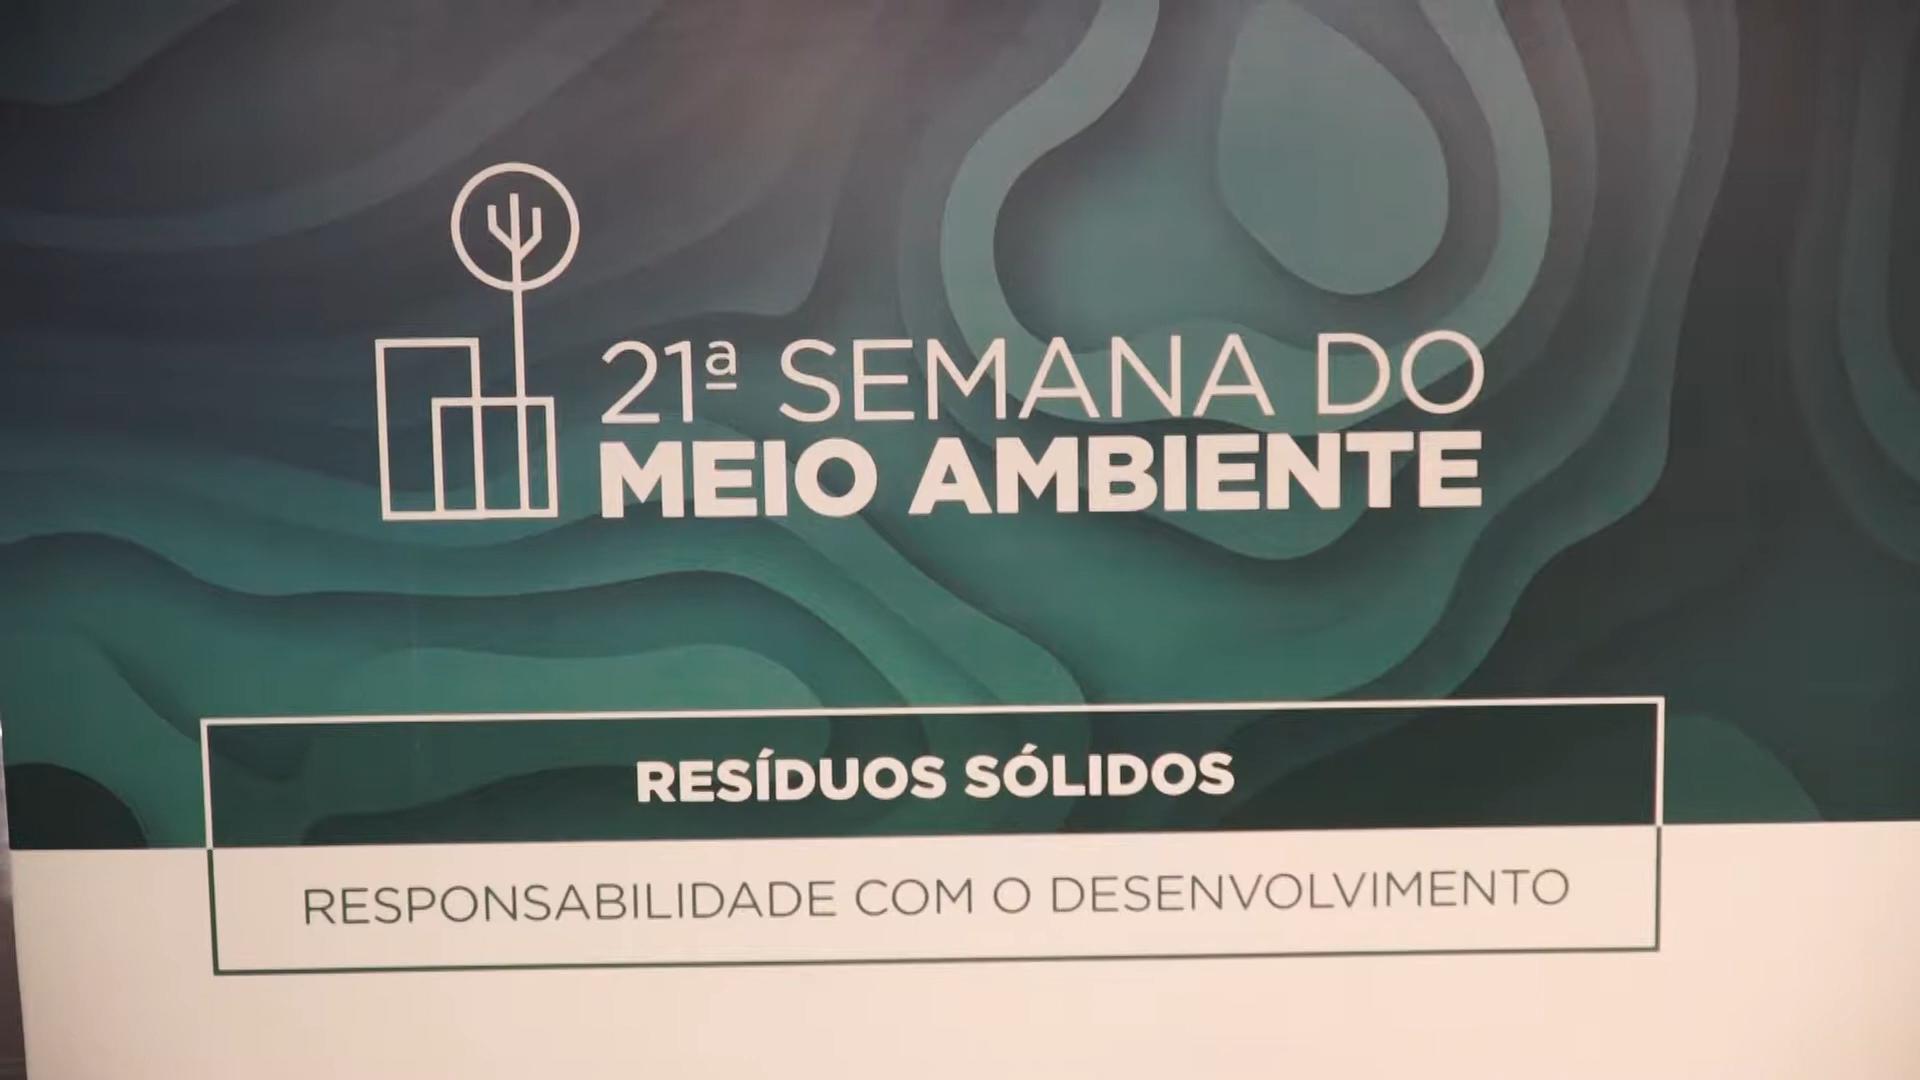 21ª SEMANA DO
MEIO AMBIENTE
RESÍDUOS SÓLIDOS
RESPONSABILIDADE COM O DESENVOLVIMENTO